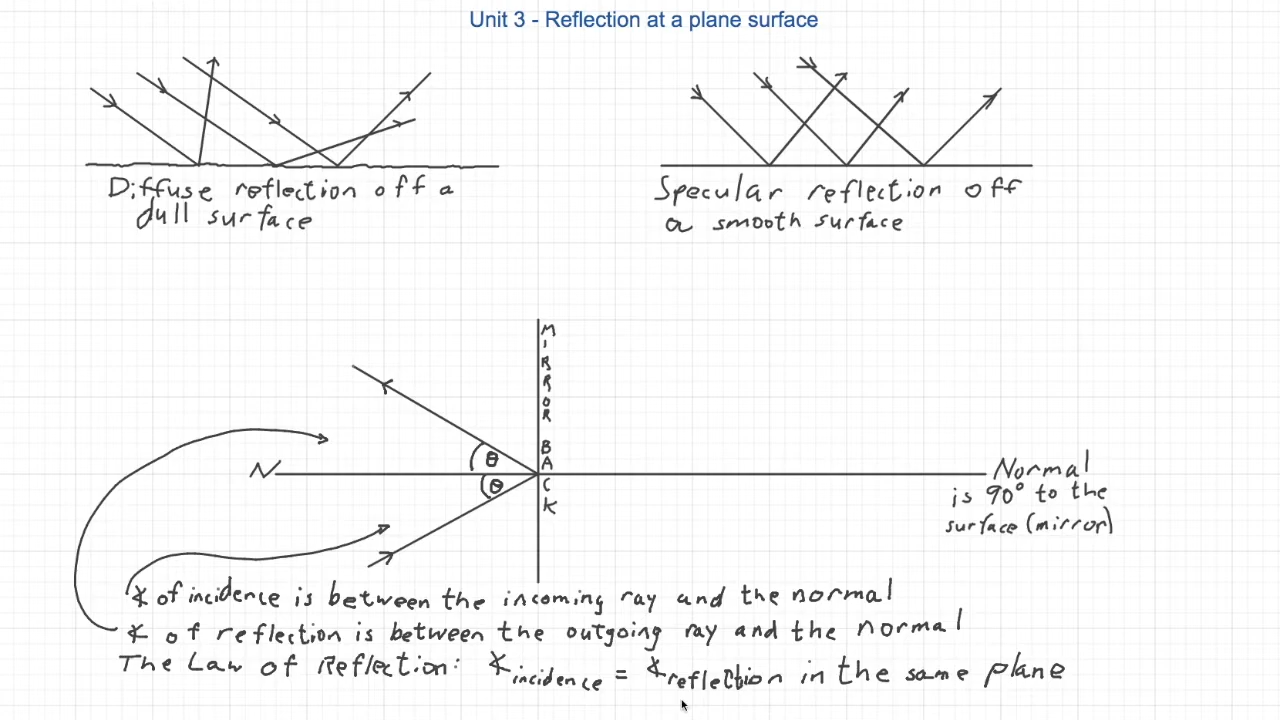 Unit 3 - Reflection at a plane surface
Diffuse reflection off a
dull surface
Specular reflection off
a smooth surface
MIRROR BACK
θ
N
Normal
θ
is 90° to the
surface (mirror)
∡ of incidence is between the incoming ray and the normal
∡ of reflection is between the outgoing ray and the normal
The Law of Reflection: ∡incidence = ∡reflection in the same plane